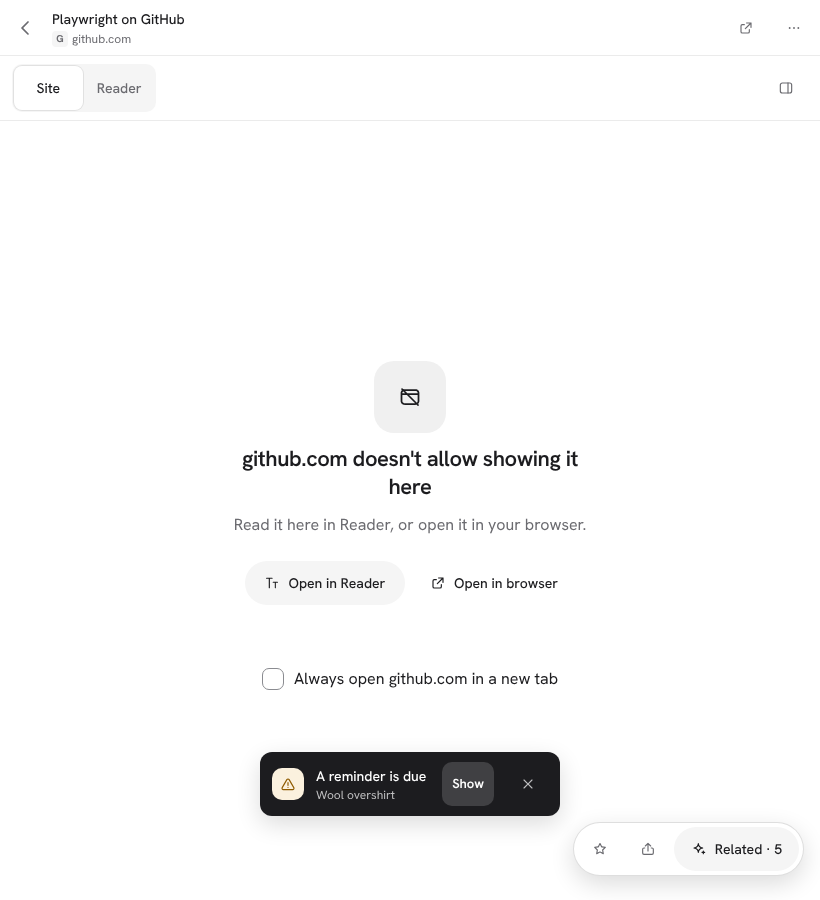 Playwright on GitHub
G github.com
Site
Reader
github.com doesn't allow showing it
here
Read it here in Reader, or open it in your browser.
Open in Reader
Open in browser
Always open github.com in a new tab
A reminder is due
Wool overshirt
Show
Related · 5